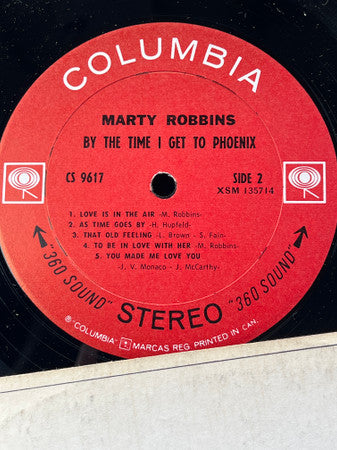 COLUMBIA
MARTY ROBBINS
BY THE TIME I GET TO PHOENIX
CS 9617
SIDE 2
XSM 135714
1. LOVE IS IN THE AIR -M. Robbins-
2. AS TIME GOES BY -H. Hupfeld-
3. THAT OLD FEELING -L. Brown - S. Fain-
4. TO BE IN LOVE WITH HER -M. Robbins-
5. YOU MADE ME LOVE YOU
-J. V. Monaco - J. McCarthy-
"360 SOUND" STEREO "360 SOUND"
℗ "COLUMBIA" MARCAS REG. PRINTED IN CAN.